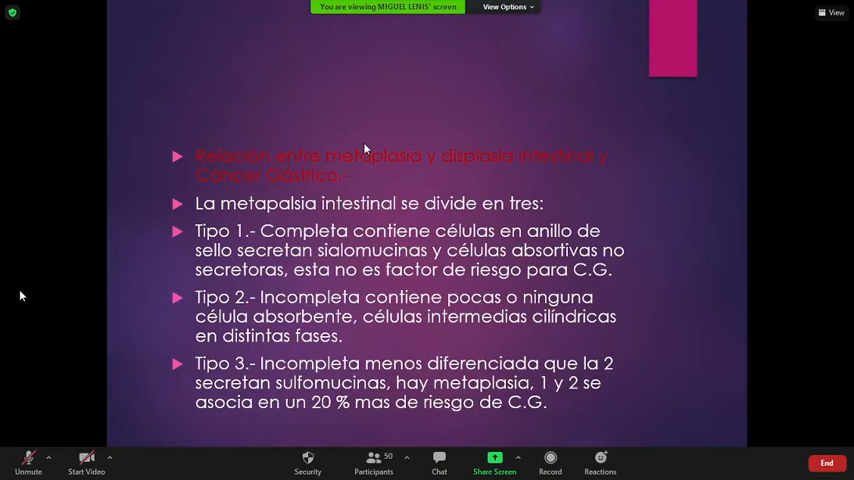 You are viewing MIGUEL LENIS' screen
View Options
View
Relación entre metaplasia y displasia intestinal y
Cáncer Gástrico.-
La metapalsia intestinal se divide en tres:
Tipo 1.- Completa contiene células en anillo de
sello secretan sialomucinas y células absortivas no
secretoras, esta no es factor de riesgo para C.G.
Tipo 2.- Incompleta contiene pocas o ninguna
célula absorbente, células intermedias cilíndricas
en distintas fases.
Tipo 3.- Incompleta menos diferenciada que la 2
secretan sulfomucinas, hay metaplasia, 1 y 2 se
asocia en un 20 % mas de riesgo de C.G.
Unmute
Start Video
Security
50
Participants
Chat
Share Screen
Record
Reactions
End